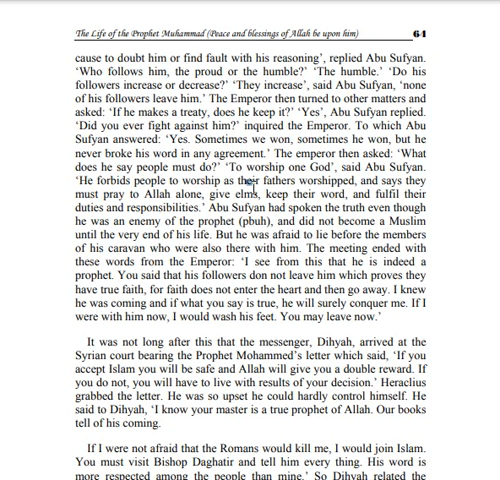 The Life of the Prophet Muhammad (Peace and blessings of Allah be upon him) 64
cause to doubt him or find fault with his reasoning', replied Abu Sufyan.
'Who follows him, the proud or the humble?' 'The humble.' 'Do his
followers increase or decrease?' 'They increase', said Abu Sufyan, 'none
of his followers leave him.' The Emperor then turned to other matters and
asked: 'If he makes a treaty, does he keep it?' 'Yes', Abu Sufyan replied.
'Did you ever fight against him?' inquired the Emperor. To which Abu
Sufyan answered: 'Yes. Sometimes we won, sometimes he won, but he
never broke his word in any agreement.' The emperor then asked: 'What
does he say people must do?' 'To worship one God', said Abu Sufyan.
'He forbids people to worship as their fathers worshipped, and says they
must pray to Allah alone, give elms, keep their word, and fulfil their
duties and responsibilities.' Abu Sufyan had spoken the truth even though
he was an enemy of the prophet (pbuh), and did not become a Muslim
until the very end of his life. But he was afraid to lie before the members
of his caravan who were also there with him. The meeting ended with
these words from the Emperor: 'I see from this that he is indeed a
prophet. You said that his followers don not leave him which proves they
have true faith, for faith does not enter the heart and then go away. I knew
he was coming and if what you say is true, he will surely conquer me. If I
were with him now, I would wash his feet. You may leave now.'
It was not long after this that the messenger, Dihyah, arrived at the
Syrian court bearing the Prophet Mohammed's letter which said, 'If you
accept Islam you will be safe and Allah will give you a double reward. If
you do not, you will have to live with results of your decision.' Heraclius
grabbed the letter. He was so upset he could hardly control himself. He
said to Dihyah, 'I know your master is a true prophet of Allah. Our books
tell of his coming.
If I were not afraid that the Romans would kill me, I would join Islam.
You must visit Bishop Daghatir and tell him every thing. His word is
more respected among the people than mine.' So Dihyah related the